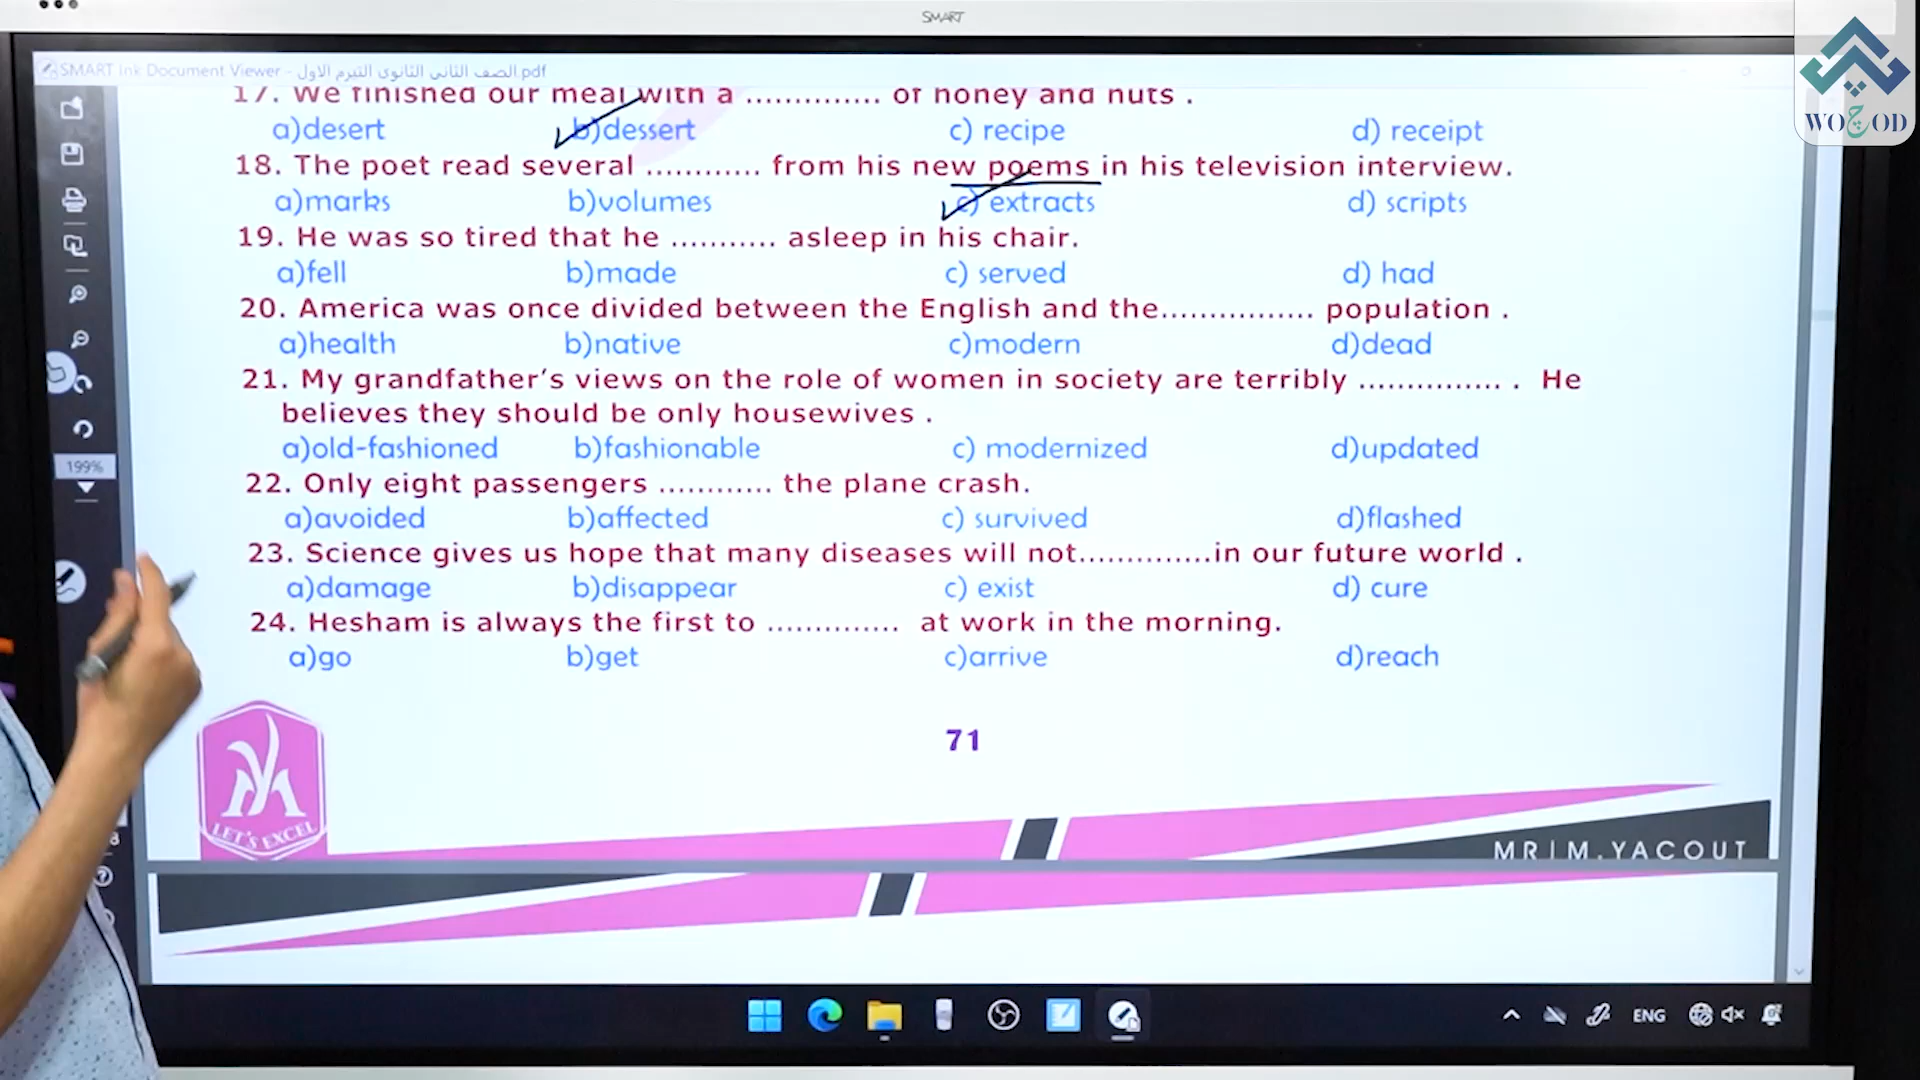 SMART
WOچOD
SMART Ink Document Viewer - الصف الثاني الثانوي التيرم الاول.pdf
17. We finished our meal with a .............. of honey and nuts .
a)desert b)dessert c) recipe d) receipt
18. The poet read several ............ from his new poems in his television interview.
a)marks b)volumes c) extracts d) scripts
19. He was so tired that he ........... asleep in his chair.
a)fell b)made c) served d) had
20. America was once divided between the English and the................ population .
a)health b)native c)modern d)dead
21. My grandfather's views on the role of women in society are terribly ............... . He
believes they should be only housewives .
a)old-fashioned b)fashionable c) modernized d)updated
22. Only eight passengers ............ the plane crash.
a)avoided b)affected c) survived d)flashed
199%
23. Science gives us hope that many diseases will not..............in our future world .
a)damage b)disappear c) exist d) cure
24. Hesham is always the first to .............. at work in the morning.
a)go b)get c)arrive d)reach
71
LET'S EXCEL
MR|M.YACOUT
ENG